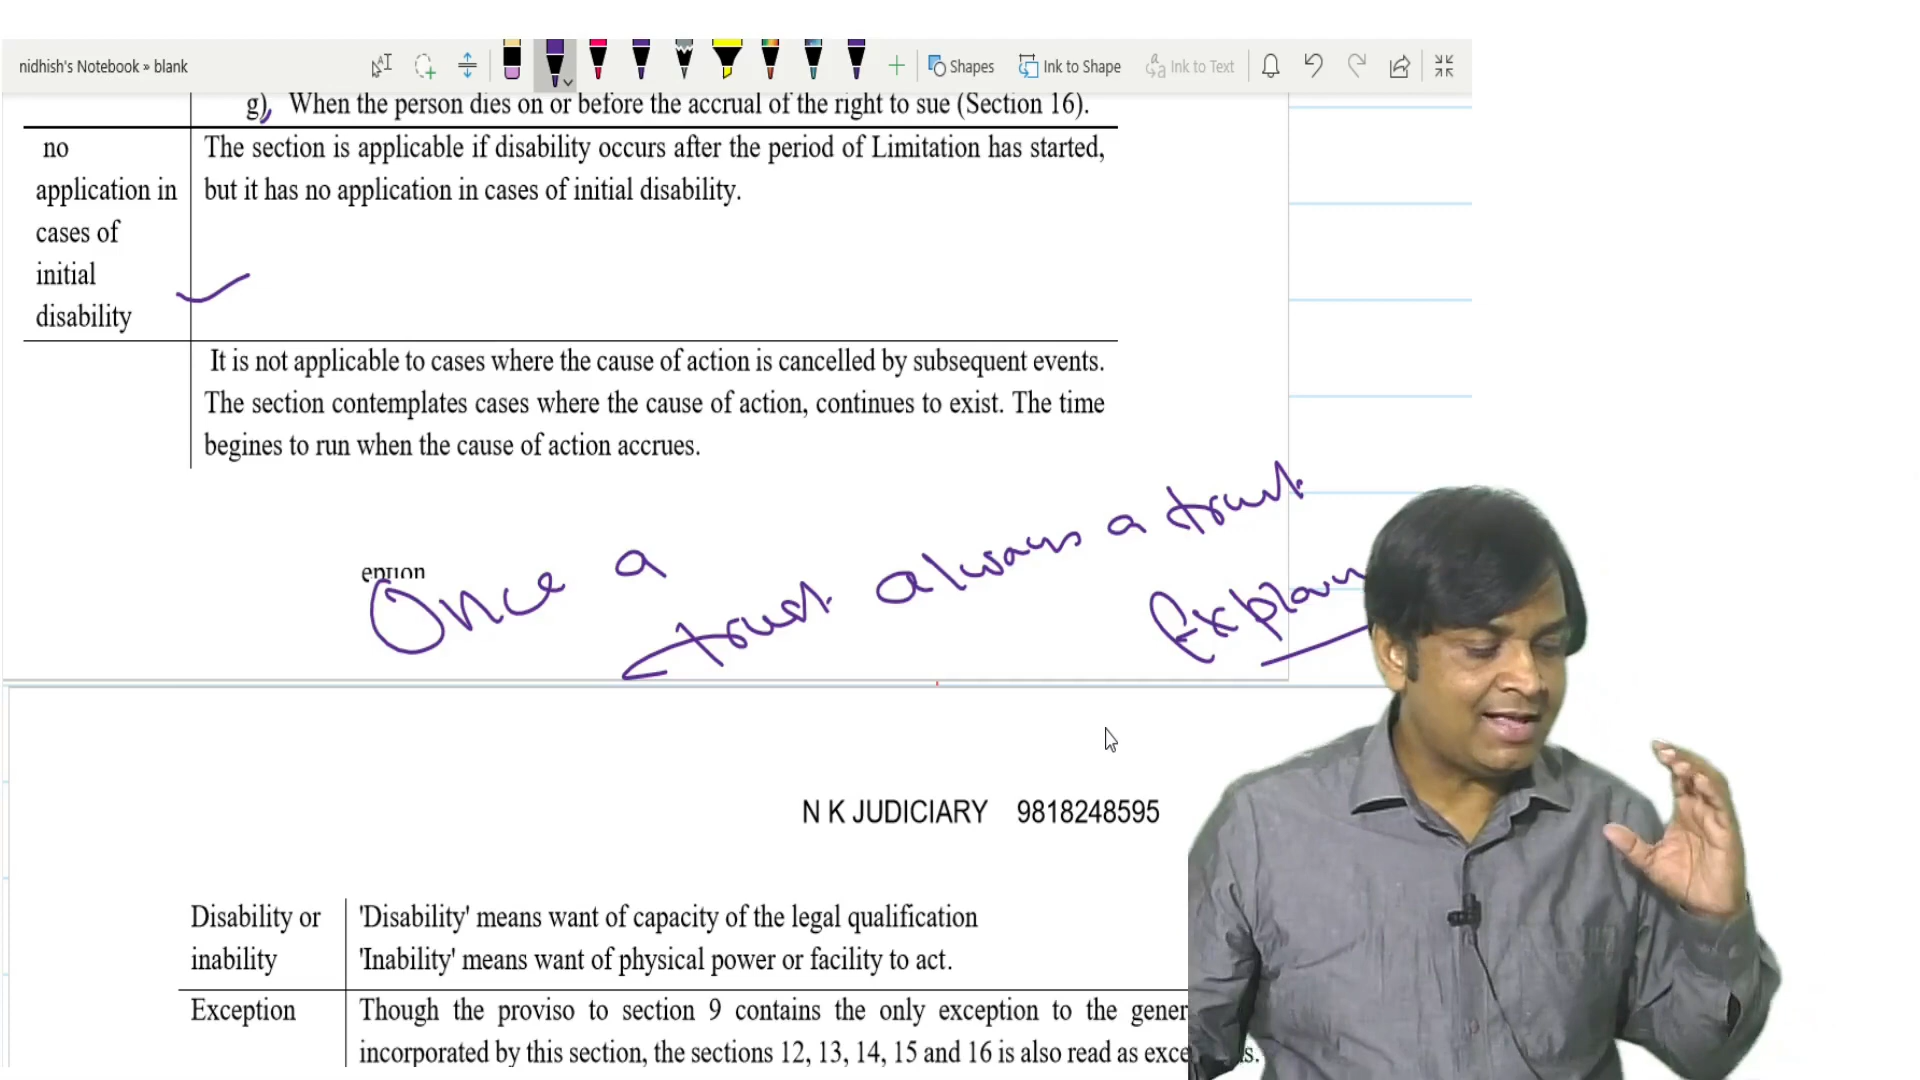 nidhish's Notebook » blank
Shapes
Ink to Shape
Ink to Text
g), When the person dies on or before the accrual of the right to sue (Section 16).
no
application in
cases of
initial
disability
The section is applicable if disability occurs after the period of Limitation has started,
but it has no application in cases of initial disability.
It is not applicable to cases where the cause of action is cancelled by subsequent events.
The section contemplates cases where the cause of action, continues to exist. The time
begines to run when the cause of action accrues.
eption
Once a
trust always a trust
Explain
N K JUDICIARY 9818248595
Disability or
inability
'Disability' means want of capacity of the legal qualification
'Inability' means want of physical power or facility to act.
Exception
Though the proviso to section 9 contains the only exception to the gener
incorporated by this section, the sections 12, 13, 14, 15 and 16 is also read as exce s.